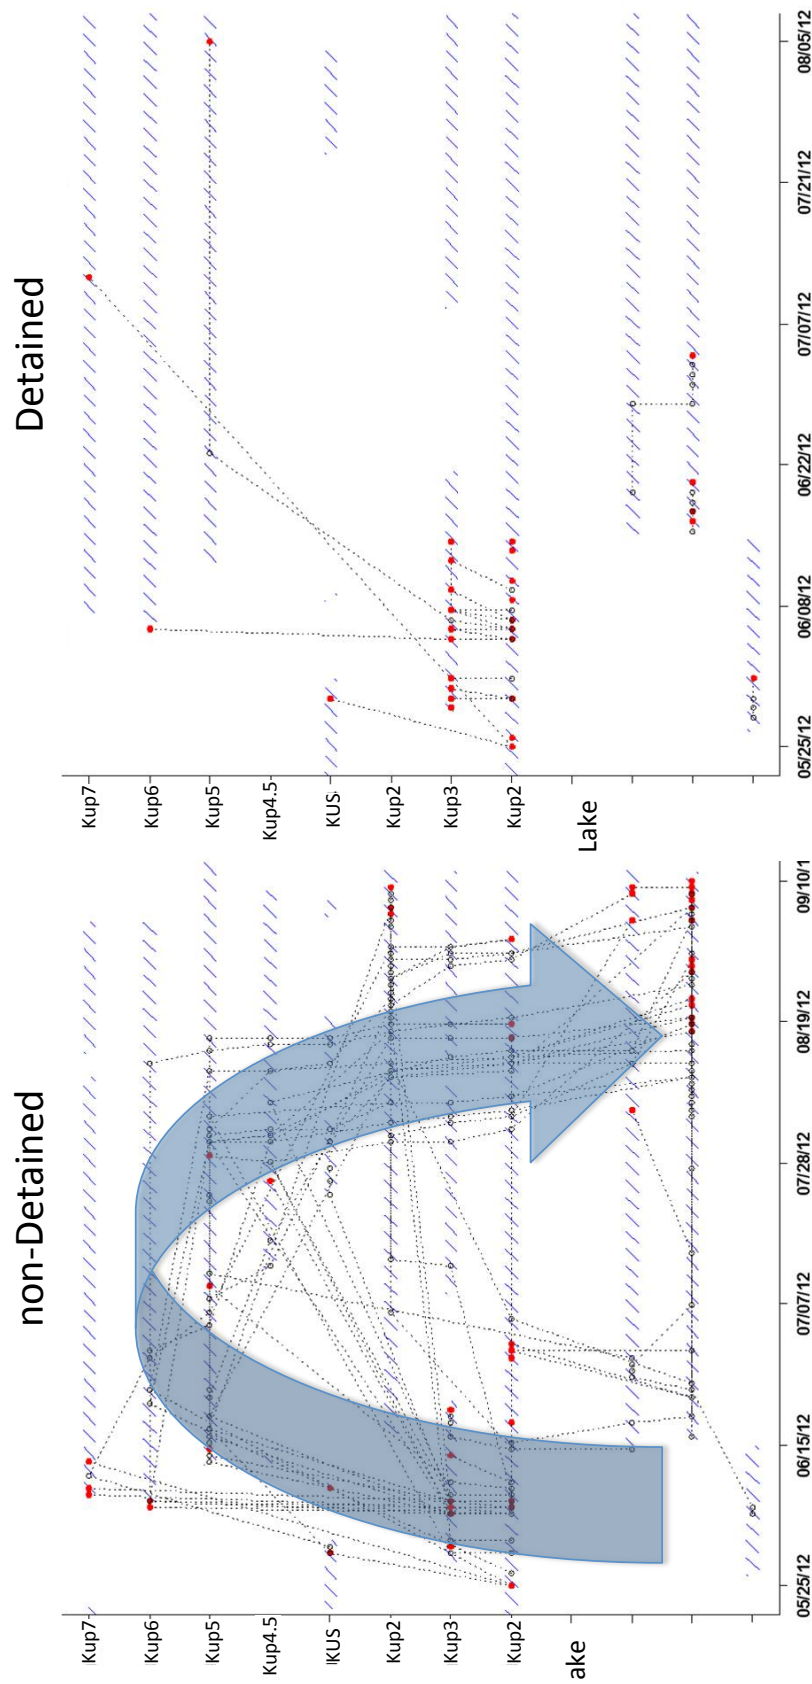 Detained
Kup7
Kup6
Kup5
Kup4.5
KUS
Kup2
Kup3
Kup2
Lake
05/25/12
06/08/12
06/22/12
07/07/12
07/21/12
08/05/12
non-Detained
Kup7
Kup6
Kup5
Kup4.5
KUS
Kup2
Kup3
Kup2
ake
05/25/12
06/15/12
07/07/12
07/28/12
08/19/12
09/10/1